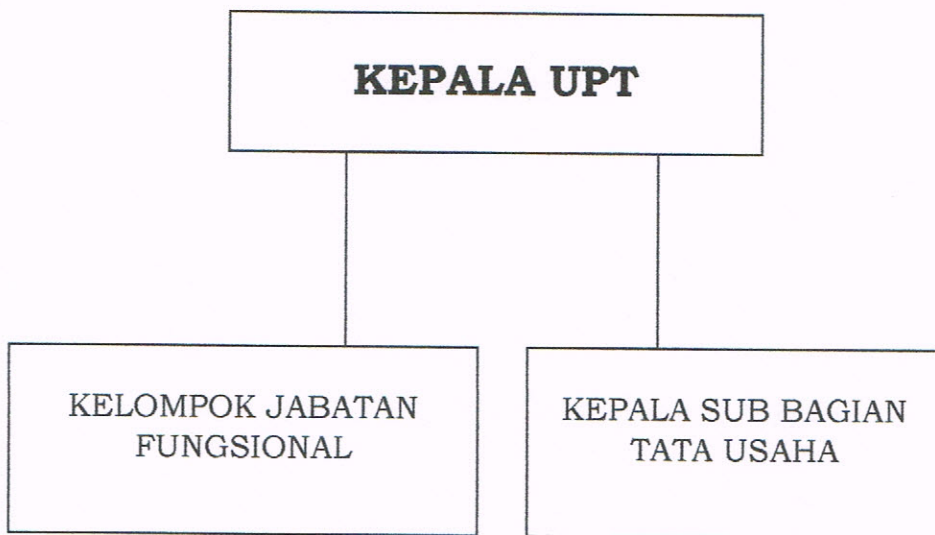 KEPALA UPT
KELOMPOK JABATAN
FUNGSIONAL
KEPALA SUB BAGIAN
TATA USAHA